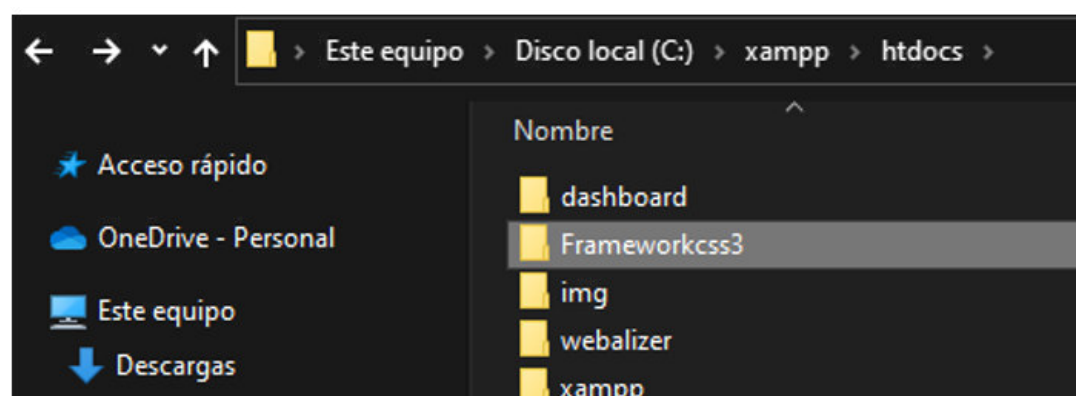 Este equipo > Disco local (C:) > xampp > htdocs >
Nombre
Acceso rápido
dashboard
OneDrive - Personal
Frameworkcss3
img
Este equipo
webalizer
Descargas
xampp